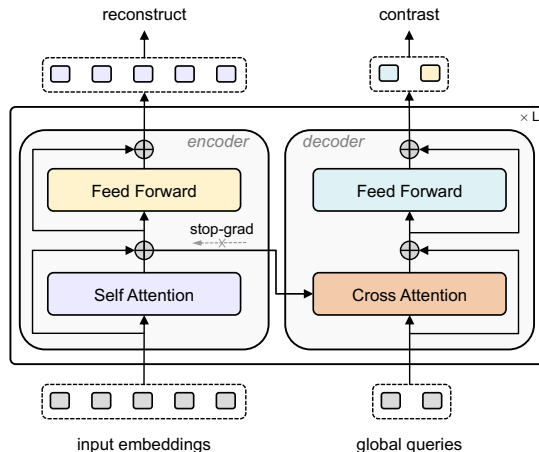 reconstruct
contrast
× L
encoder
decoder
Feed Forward
Feed Forward
stop-grad
Self Attention
Cross Attention
input embeddings
global queries